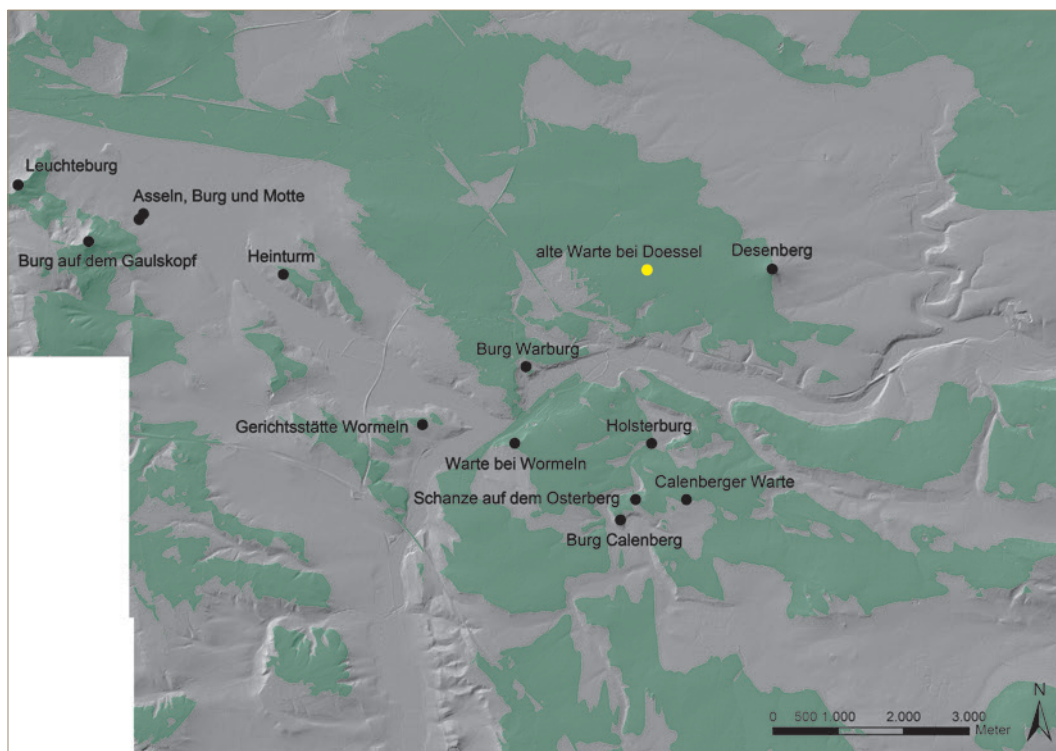 Leuchteburg
Asseln, Burg und Motte
Burg auf dem Gaulskopf
Heinturm
alte Warte bei Doessel
Desenberg
Burg Warburg
Gerichtsstätte Wormeln
Holsterburg
Warte bei Wormeln
Calenberger Warte
Schanze auf dem Osterberg
Burg Calenberg
N
0 500 1.000 2.000 3.000
Meter